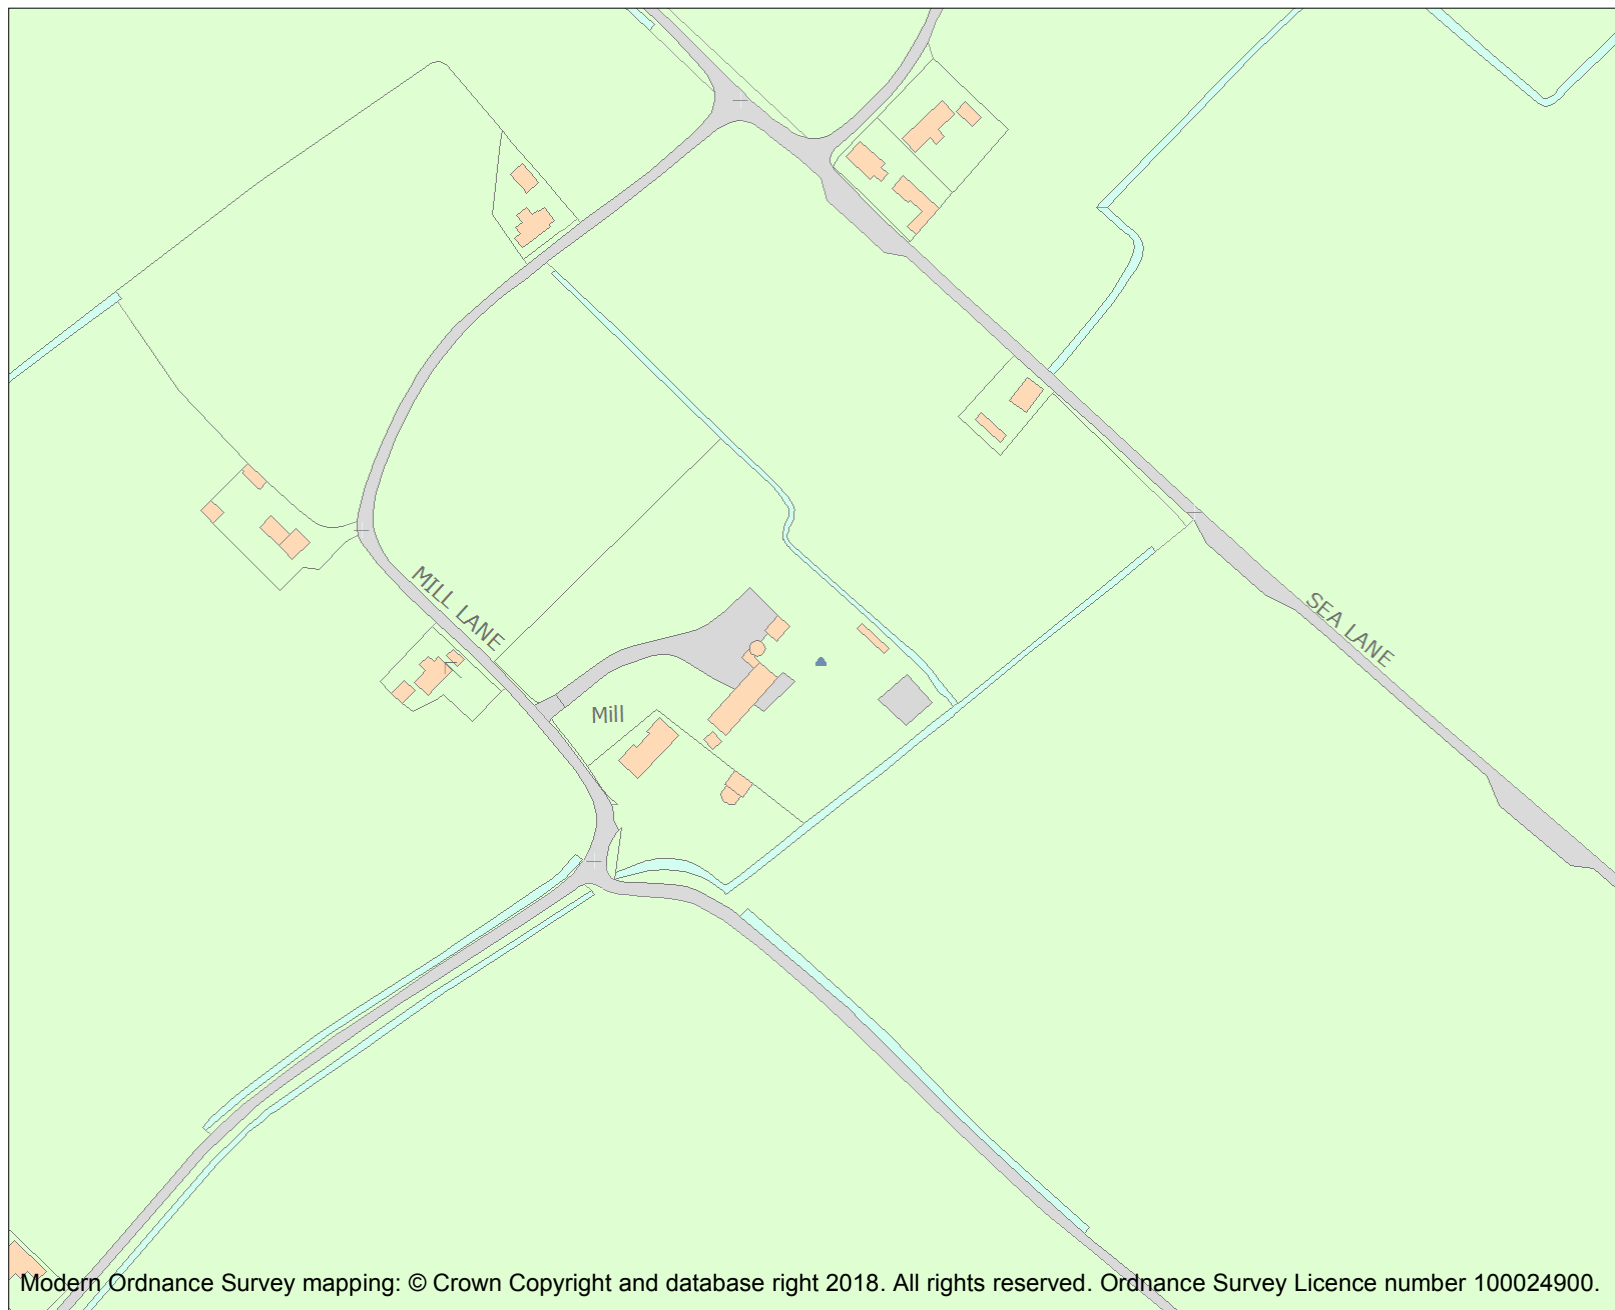 MILL LANE
SEA LANE
Mill
Modern Ordnance Survey mapping: © Crown Copyright and database right 2018. All rights reserved. Ordnance Survey Licence number 100024900.